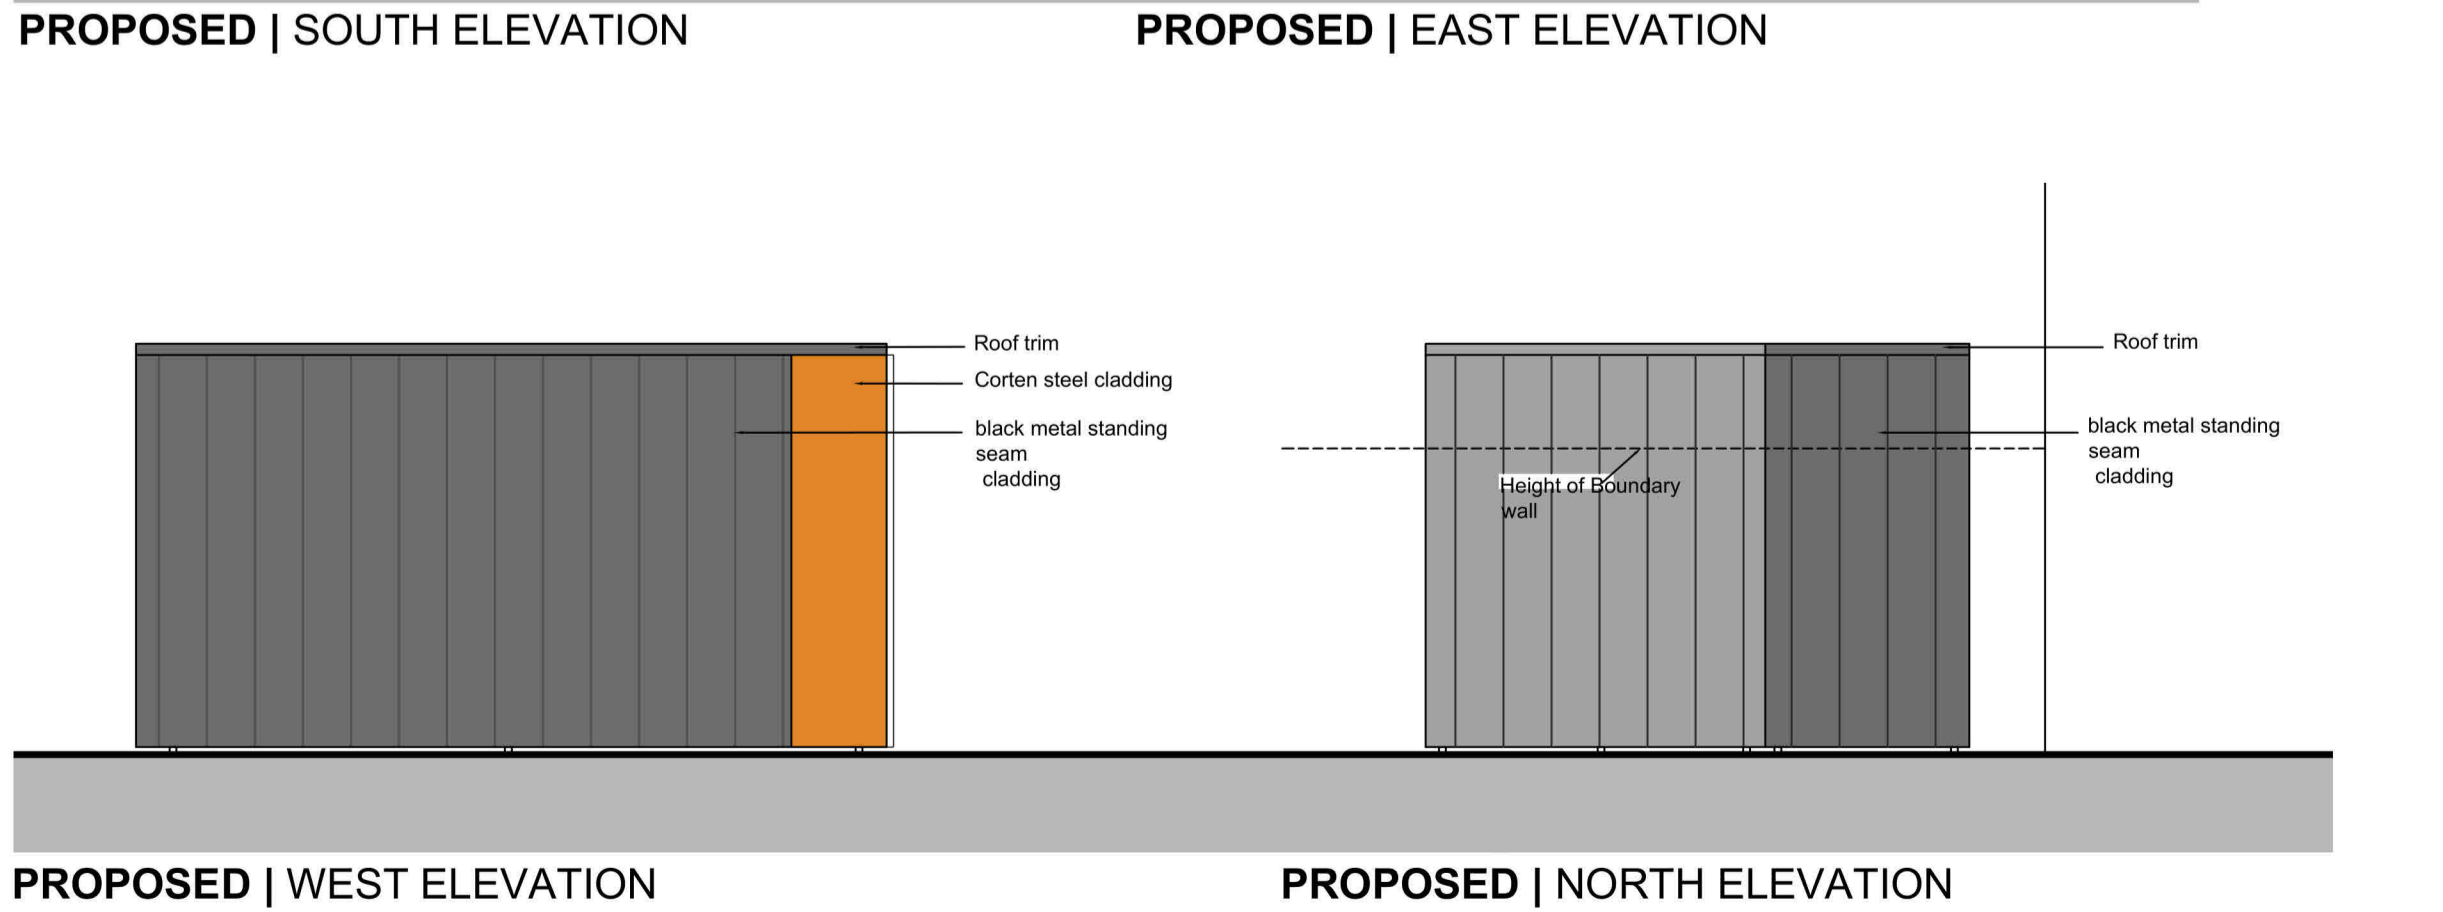 PROPOSED | SOUTH ELEVATION
PROPOSED | EAST ELEVATION
Roof trim
Corten steel cladding
black metal standing
seam
cladding
Height of Boundary
wall
Roof trim
black metal standing
seam
cladding
PROPOSED | WEST ELEVATION
PROPOSED | NORTH ELEVATION